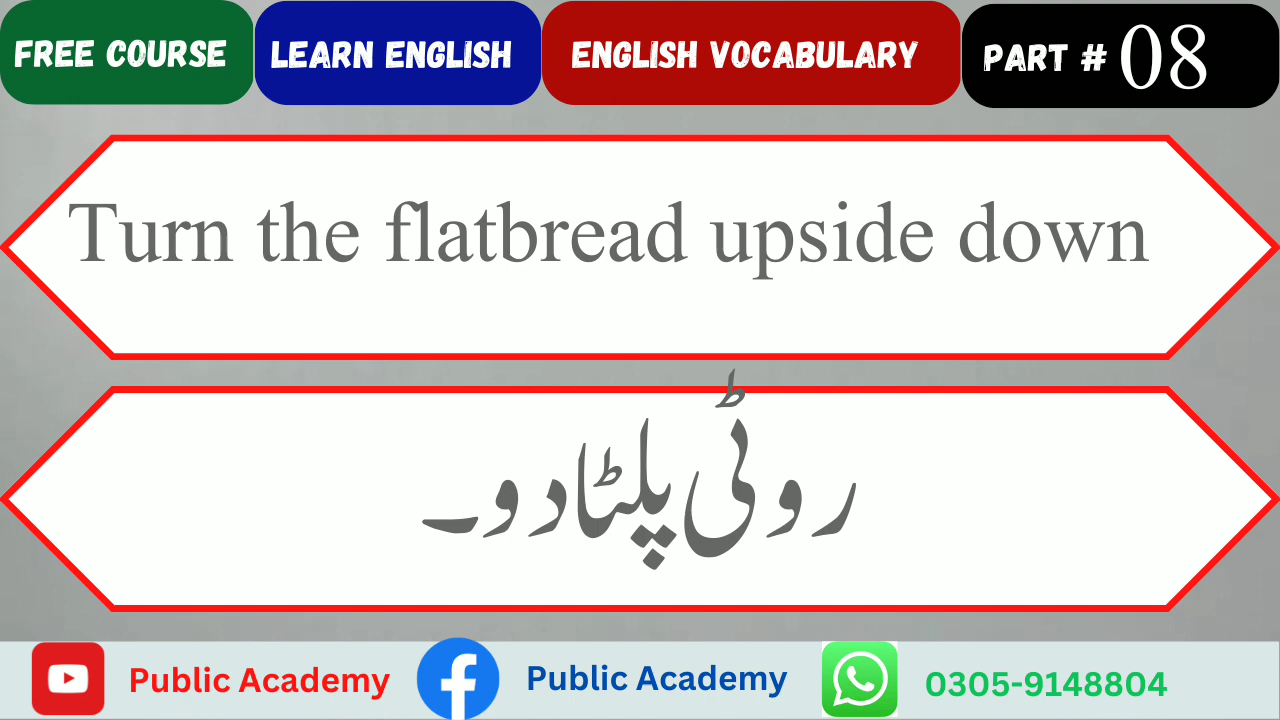 FREE COURSE
LEARN ENGLISH
ENGLISH VOCABULARY
PART # 08
Turn the flatbread upside down
روٹی پلٹا دو۔
Public Academy
Public Academy
0305-9148804